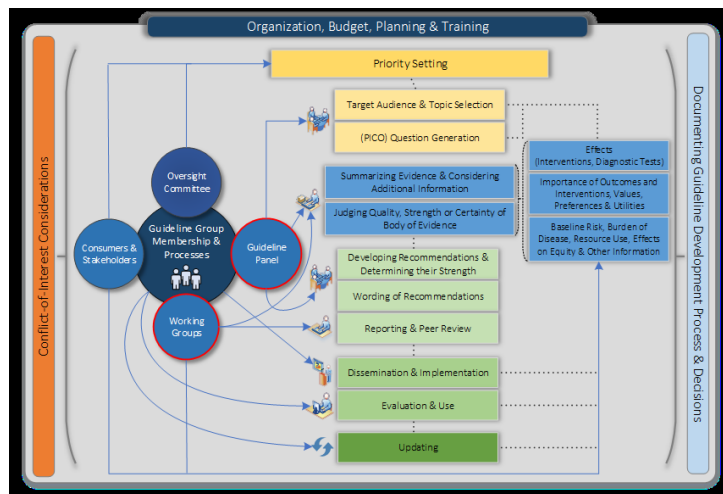 Organization, Budget, Planning & Training
Conflict-of-Interest Considerations
Priority Setting
Target Audience & Topic Selection
(PICO) Question Generation
Oversight
Committee
Guideline Group
Membership &
Processes
Consumers &
Stakeholders
Guideline
Panel
Working
Groups
Summarizing Evidence & Considering
Additional Information
Judging Quality, Strength or Certainty of
Body of Evidence
Effects
(Interventions, Diagnostic Tests)
Importance of Outcomes and
Interventions, Values,
Preferences & Utilities
Baseline Risk, Burden of
Disease, Resource Use, Effects
on Equity & Other Information
Developing Recommendations &
Determining their Strength
Wording of Recommendations
Reporting & Peer Review
Dissemination & Implementation
Evaluation & Use
Updating
Documenting Guideline Development Process & Decisions